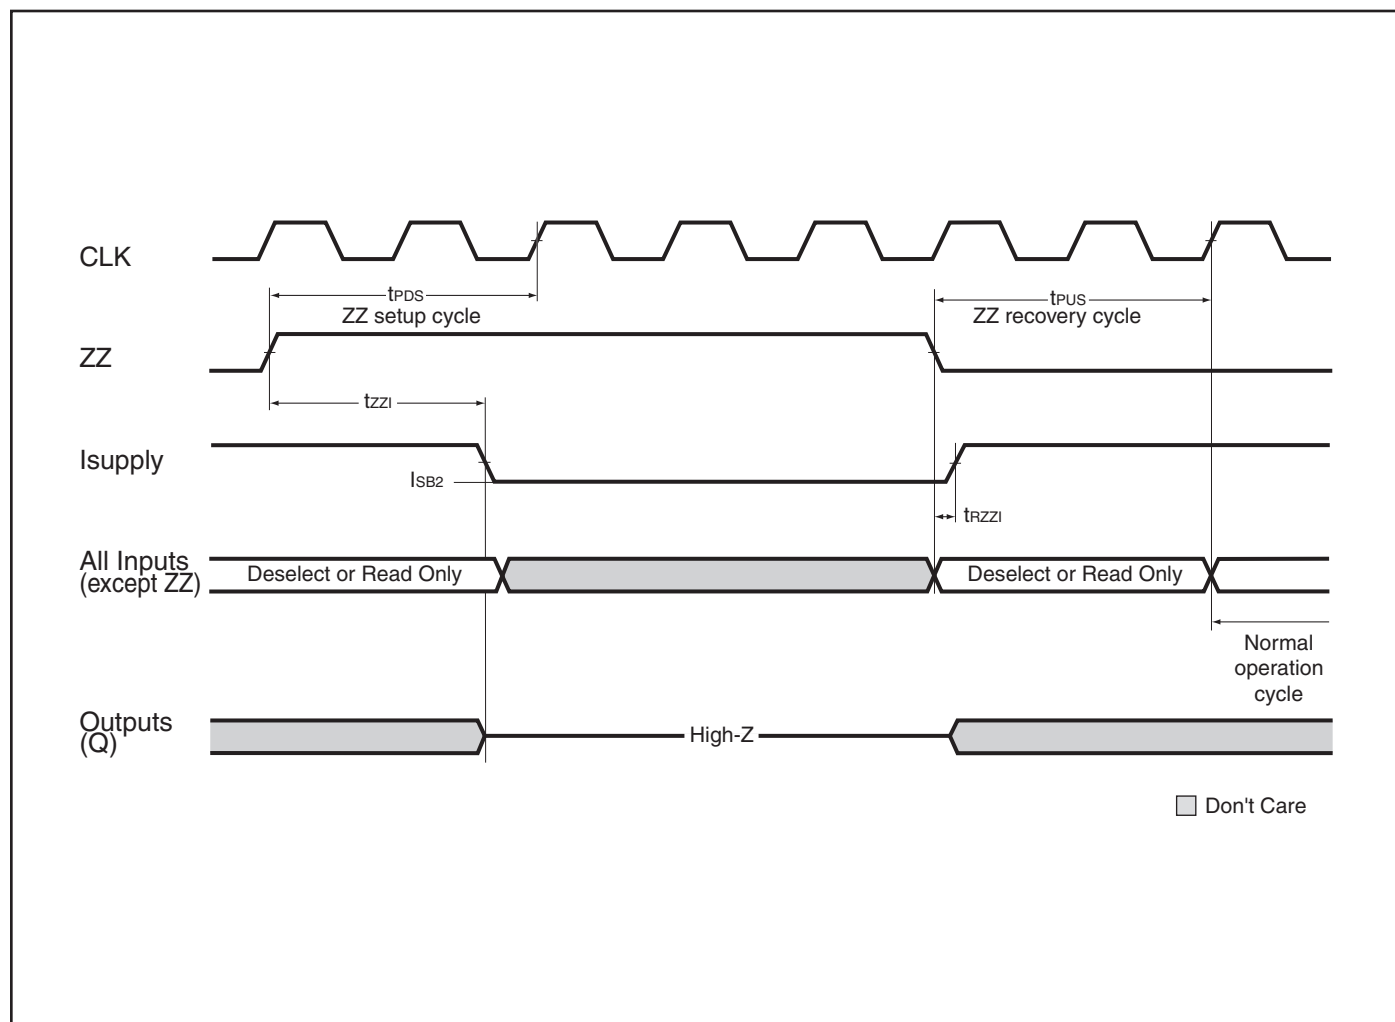 CLK
tPDS
ZZ setup cycle
tPUS
ZZ recovery cycle
ZZ
tZZI
Isupply
ISB2
tRZZI
All Inputs
(except ZZ)
Deselect or Read Only
Deselect or Read Only
Normal
operation
cycle
Outputs
(Q)
High-Z
Don't Care